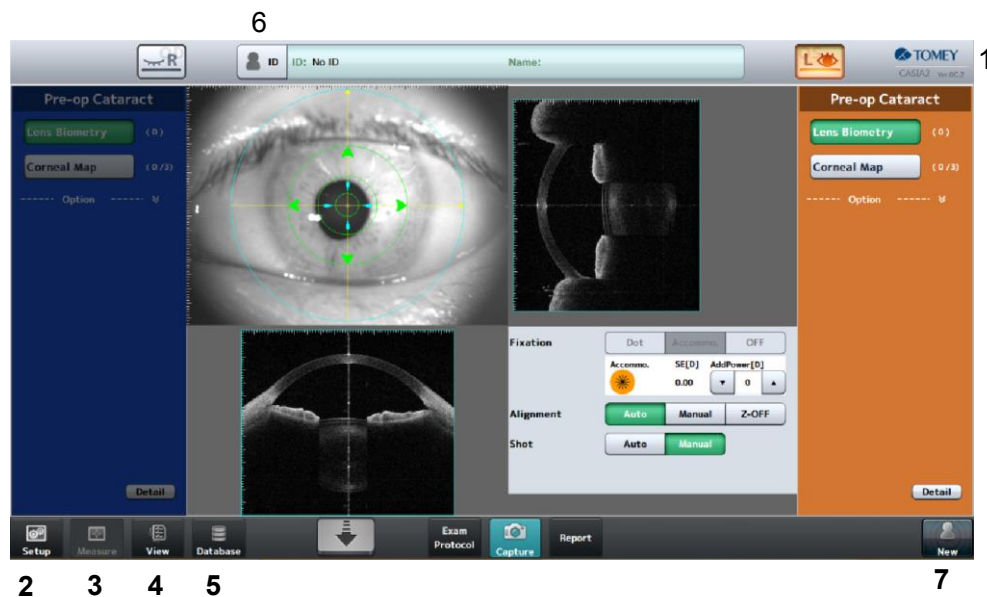 6
R
ID
ID: No ID
Name:
L
TOMEY
CASIA2 Ver.0C.2
1
Pre-op Cataract
Lens Biometry (0)
Corneal Map (0/3)
Option
Detail
Fixation
Dot Accommo. OFF
Accommo. SE[D] AddPower[D]
0.00 0
Alignment
Auto Manual Z-OFF
Shot
Auto Manual
Pre-op Cataract
Lens Biometry (0)
Corneal Map (0/3)
Option
Detail
Setup
Measure
View
Database
Exam
Protocol
Capture
Report
New
2 3 4 5 7